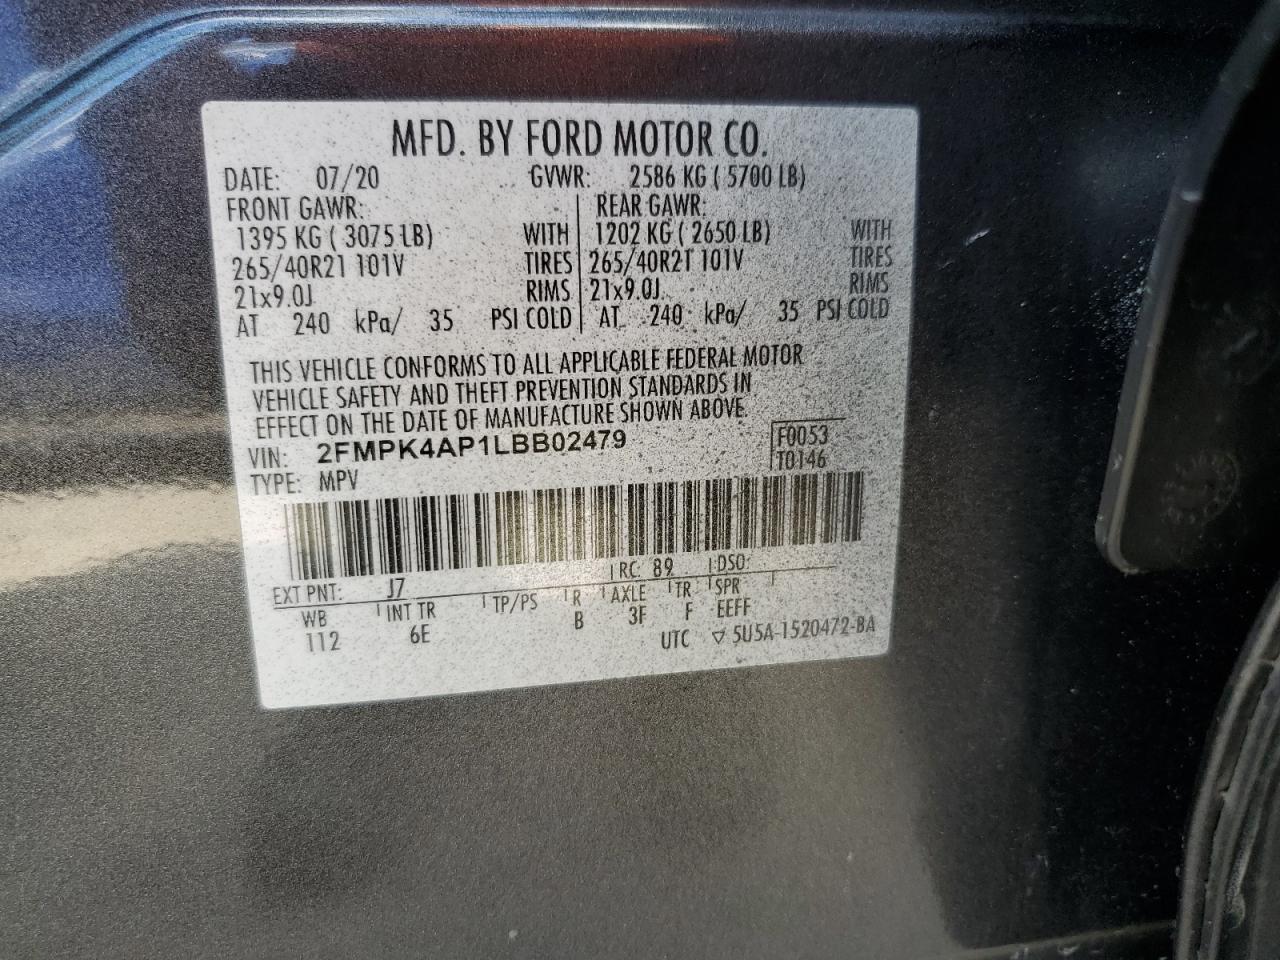 MFD. BY FORD MOTOR CO.
DATE: 07/20 GVWR: 2586 KG ( 5700 LB)
FRONT GAWR: REAR GAWR:
1395 KG ( 3075 LB) WITH 1202 KG ( 2650 LB) WITH
265/40R21 101V TIRES 265/40R21 101V TIRES
21x9.0J RIMS 21x9.0J RIMS
AT 240 kPa/ 35 PSI COLD AT 240 kPa/ 35 PSI COLD
THIS VEHICLE CONFORMS TO ALL APPLICABLE FEDERAL MOTOR
VEHICLE SAFETY AND THEFT PREVENTION STANDARDS IN
EFFECT ON THE DATE OF MANUFACTURE SHOWN ABOVE.
VIN: 2FMPK4AP1LBB02479 F0053
TYPE: MPV T0146
EXT PNT: J7 RC: 89 DSO:
WB INT TR TP/PS R AXLE TR SPR
112 6E B 3F F EEFF
UTC ▽ 5U5A-1520472-BA